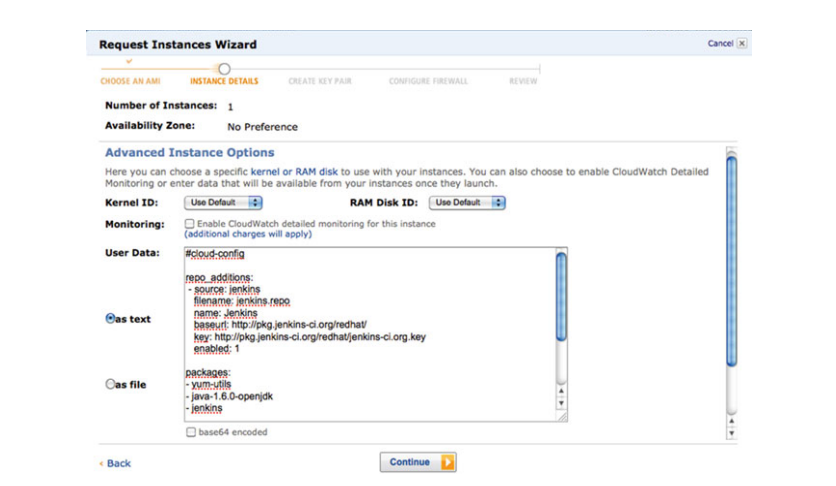 Request Instances Wizard
Cancel x
CHOOSE AN AMI INSTANCE DETAILS CREATE KEY PAIR CONFIGURE FIREWALL REVIEW
Number of Instances: 1
Availability Zone: No Preference
Advanced Instance Options
Here you can choose a specific kernel or RAM disk to use with your instances. You can also choose to enable CloudWatch Detailed
Monitoring or enter data that will be available from your instances once they launch.
Kernel ID: Use Default RAM Disk ID: Use Default
Monitoring: Enable CloudWatch detailed monitoring for this instance
(additional charges will apply)
User Data: #cloud-config
repo_additions:
- source: jenkins
filename: jenkins.repo
name: Jenkins
as text
baseurl: http://pkg.jenkins-ci.org/redhat/
key: http://pkg.jenkins-ci.org/redhat/jenkins-ci.org.key
enabled: 1
packages:
as file
- yum-utils
- java-1.6.0-openjdk
- jenkins
base64 encoded
Back
Continue